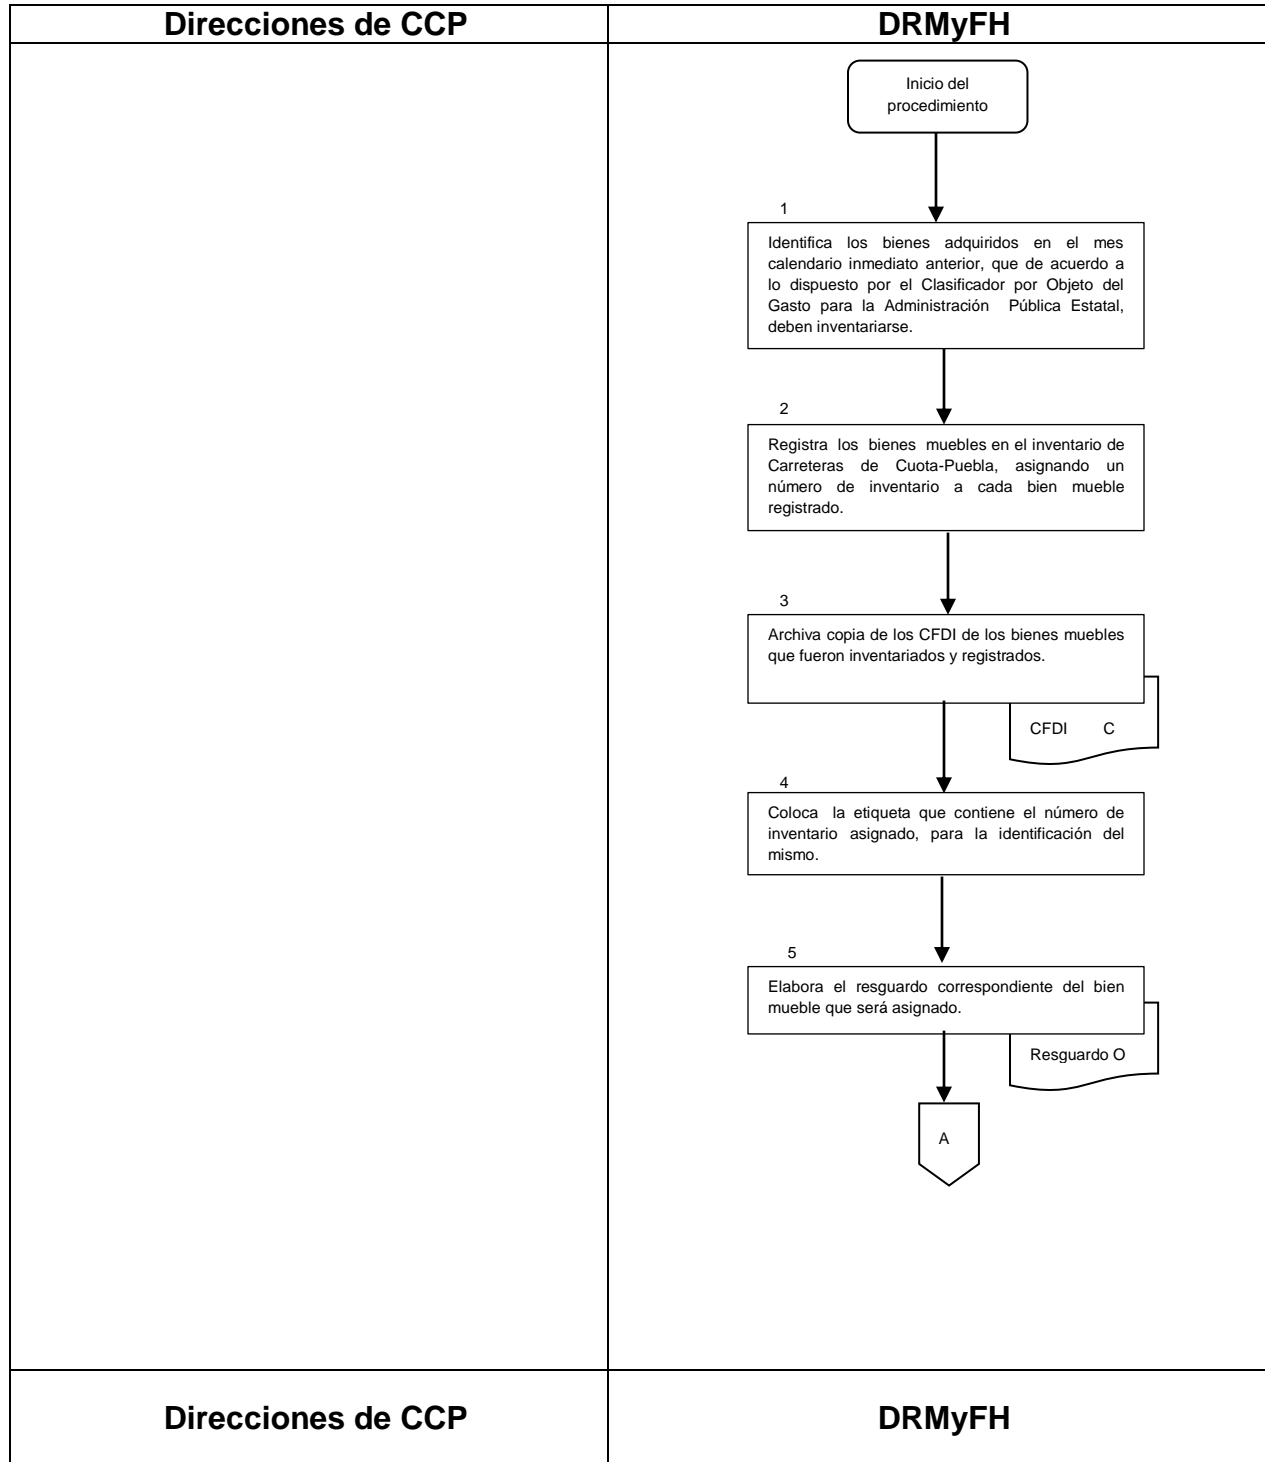 Direcciones de CCP
DRMyFH
Inicio del
procedimiento
1
Identifica los bienes adquiridos en el mes
calendario inmediato anterior, que de acuerdo a
lo dispuesto por el Clasificador por Objeto del
Gasto para la Administración Pública Estatal,
deben inventariarse.
2
Registra los bienes muebles en el inventario de
Carreteras de Cuota-Puebla, asignando un
número de inventario a cada bien mueble
registrado.
3
Archiva copia de los CFDI de los bienes muebles
que fueron inventariados y registrados.
CFDI C
4
Coloca la etiqueta que contiene el número de
inventario asignado, para la identificación del
mismo.
5
Elabora el resguardo correspondiente del bien
mueble que será asignado.
Resguardo O
A
Direcciones de CCP
DRMyFH